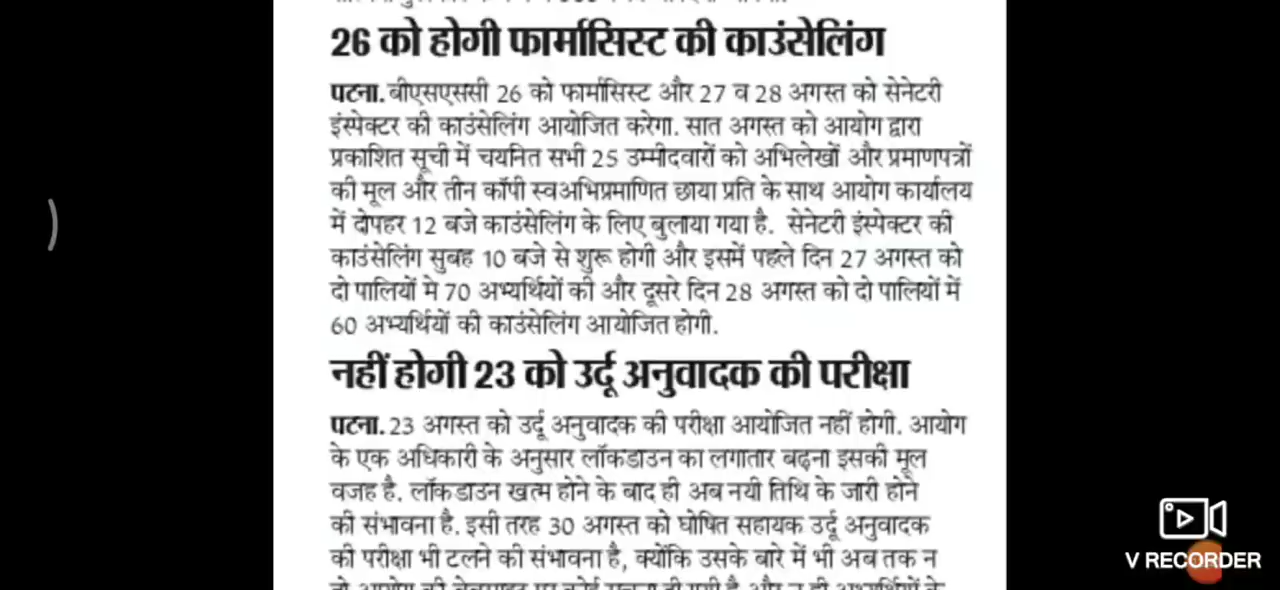 26 को होगी फार्मासिस्ट की काउंसेलिंग
पटना. बीएसएससी 26 को फार्मासिस्ट और 27 व 28 अगस्त को सेनेटरी
इंस्पेक्टर की काउंसेलिंग आयोजित करेगा. सात अगस्त को आयोग द्वारा
प्रकाशित सूची में चयनित सभी 25 उम्मीदवारों को अभिलेखों और प्रमाणपत्रों
की मूल और तीन कॉपी स्वअभिप्रमाणित छाया प्रति के साथ आयोग कार्यालय
में दोपहर 12 बजे काउंसेलिंग के लिए बुलाया गया है. सेनेटरी इंस्पेक्टर की
काउंसेलिंग सुबह 10 बजे से शुरू होगी और इसमें पहले दिन 27 अगस्त को
दो पालियों मे 70 अभ्यर्थियों की और दूसरे दिन 28 अगस्त को दो पालियों में
60 अभ्यर्थियों की काउंसेलिंग आयोजित होगी.
नहीं होगी 23 को उर्दू अनुवादक की परीक्षा
पटना. 23 अगस्त को उर्दू अनुवादक की परीक्षा आयोजित नहीं होगी. आयोग
के एक अधिकारी के अनुसार लॉकडाउन का लगातार बढ़ना इसकी मूल
वजह है. लॉकडाउन खत्म होने के बाद ही अब नयी तिथि के जारी होने
की संभावना है. इसी तरह 30 अगस्त को घोषित सहायक उर्दू अनुवादक
की परीक्षा भी टलने की संभावना है, क्योंकि उसके बारे में भी अब तक न
V RECORDER